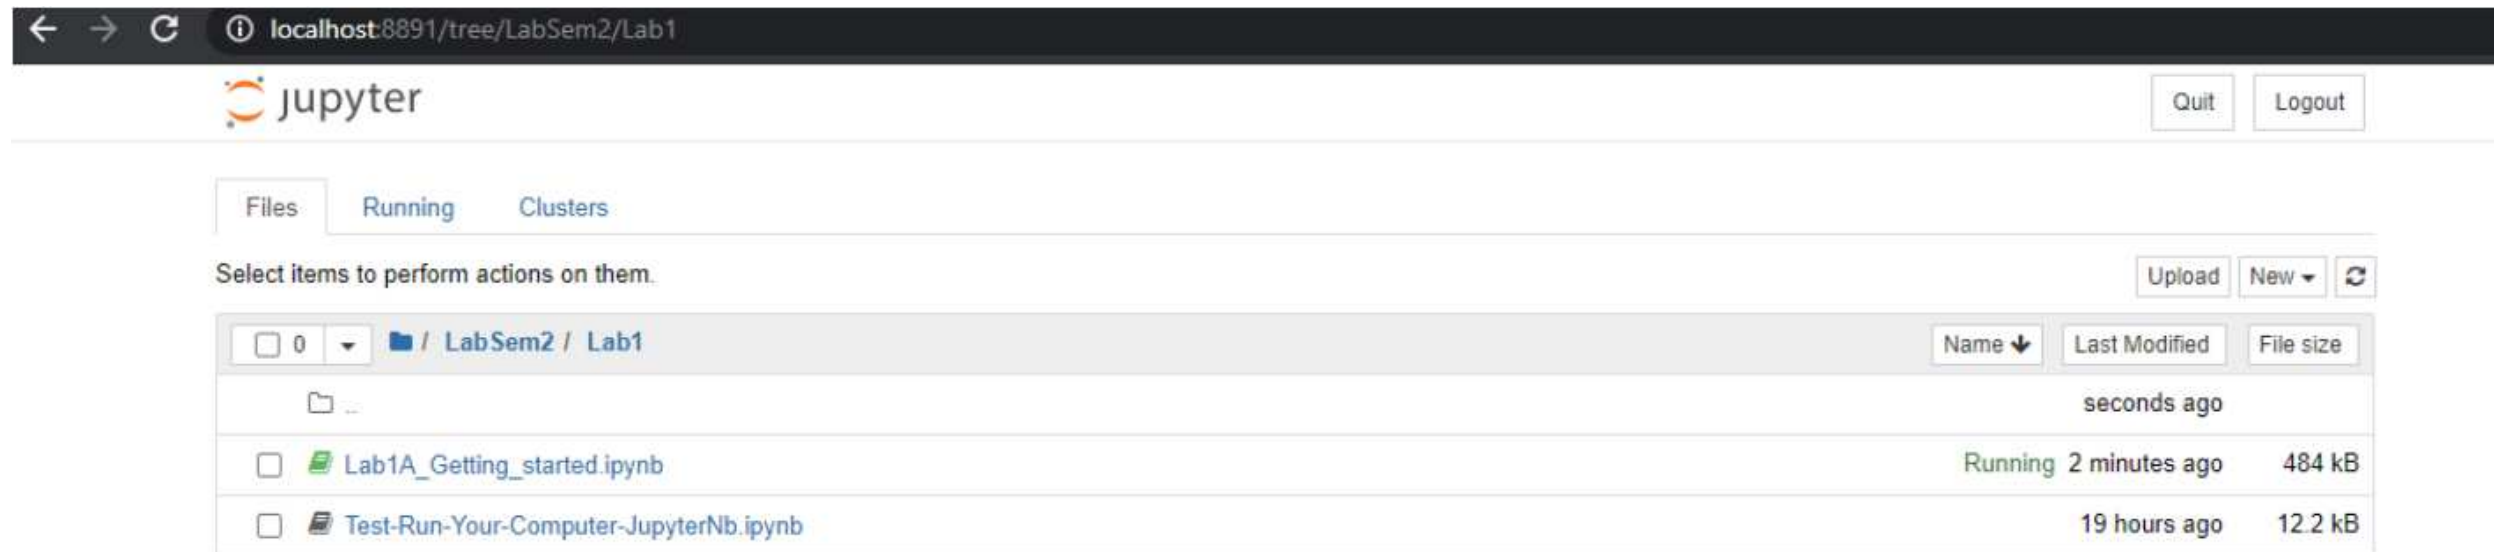 localhost:8891/tree/LabSem2/Lab1
jupyter
Quit Logout
Files Running Clusters
Select items to perform actions on them.
Upload New
0 / LabSem2 / Lab1 Name Last Modified File size
.. seconds ago
Lab1A_Getting_started.ipynb Running 2 minutes ago 484 kB
Test-Run-Your-Computer-JupyterNb.ipynb 19 hours ago 12.2 kB